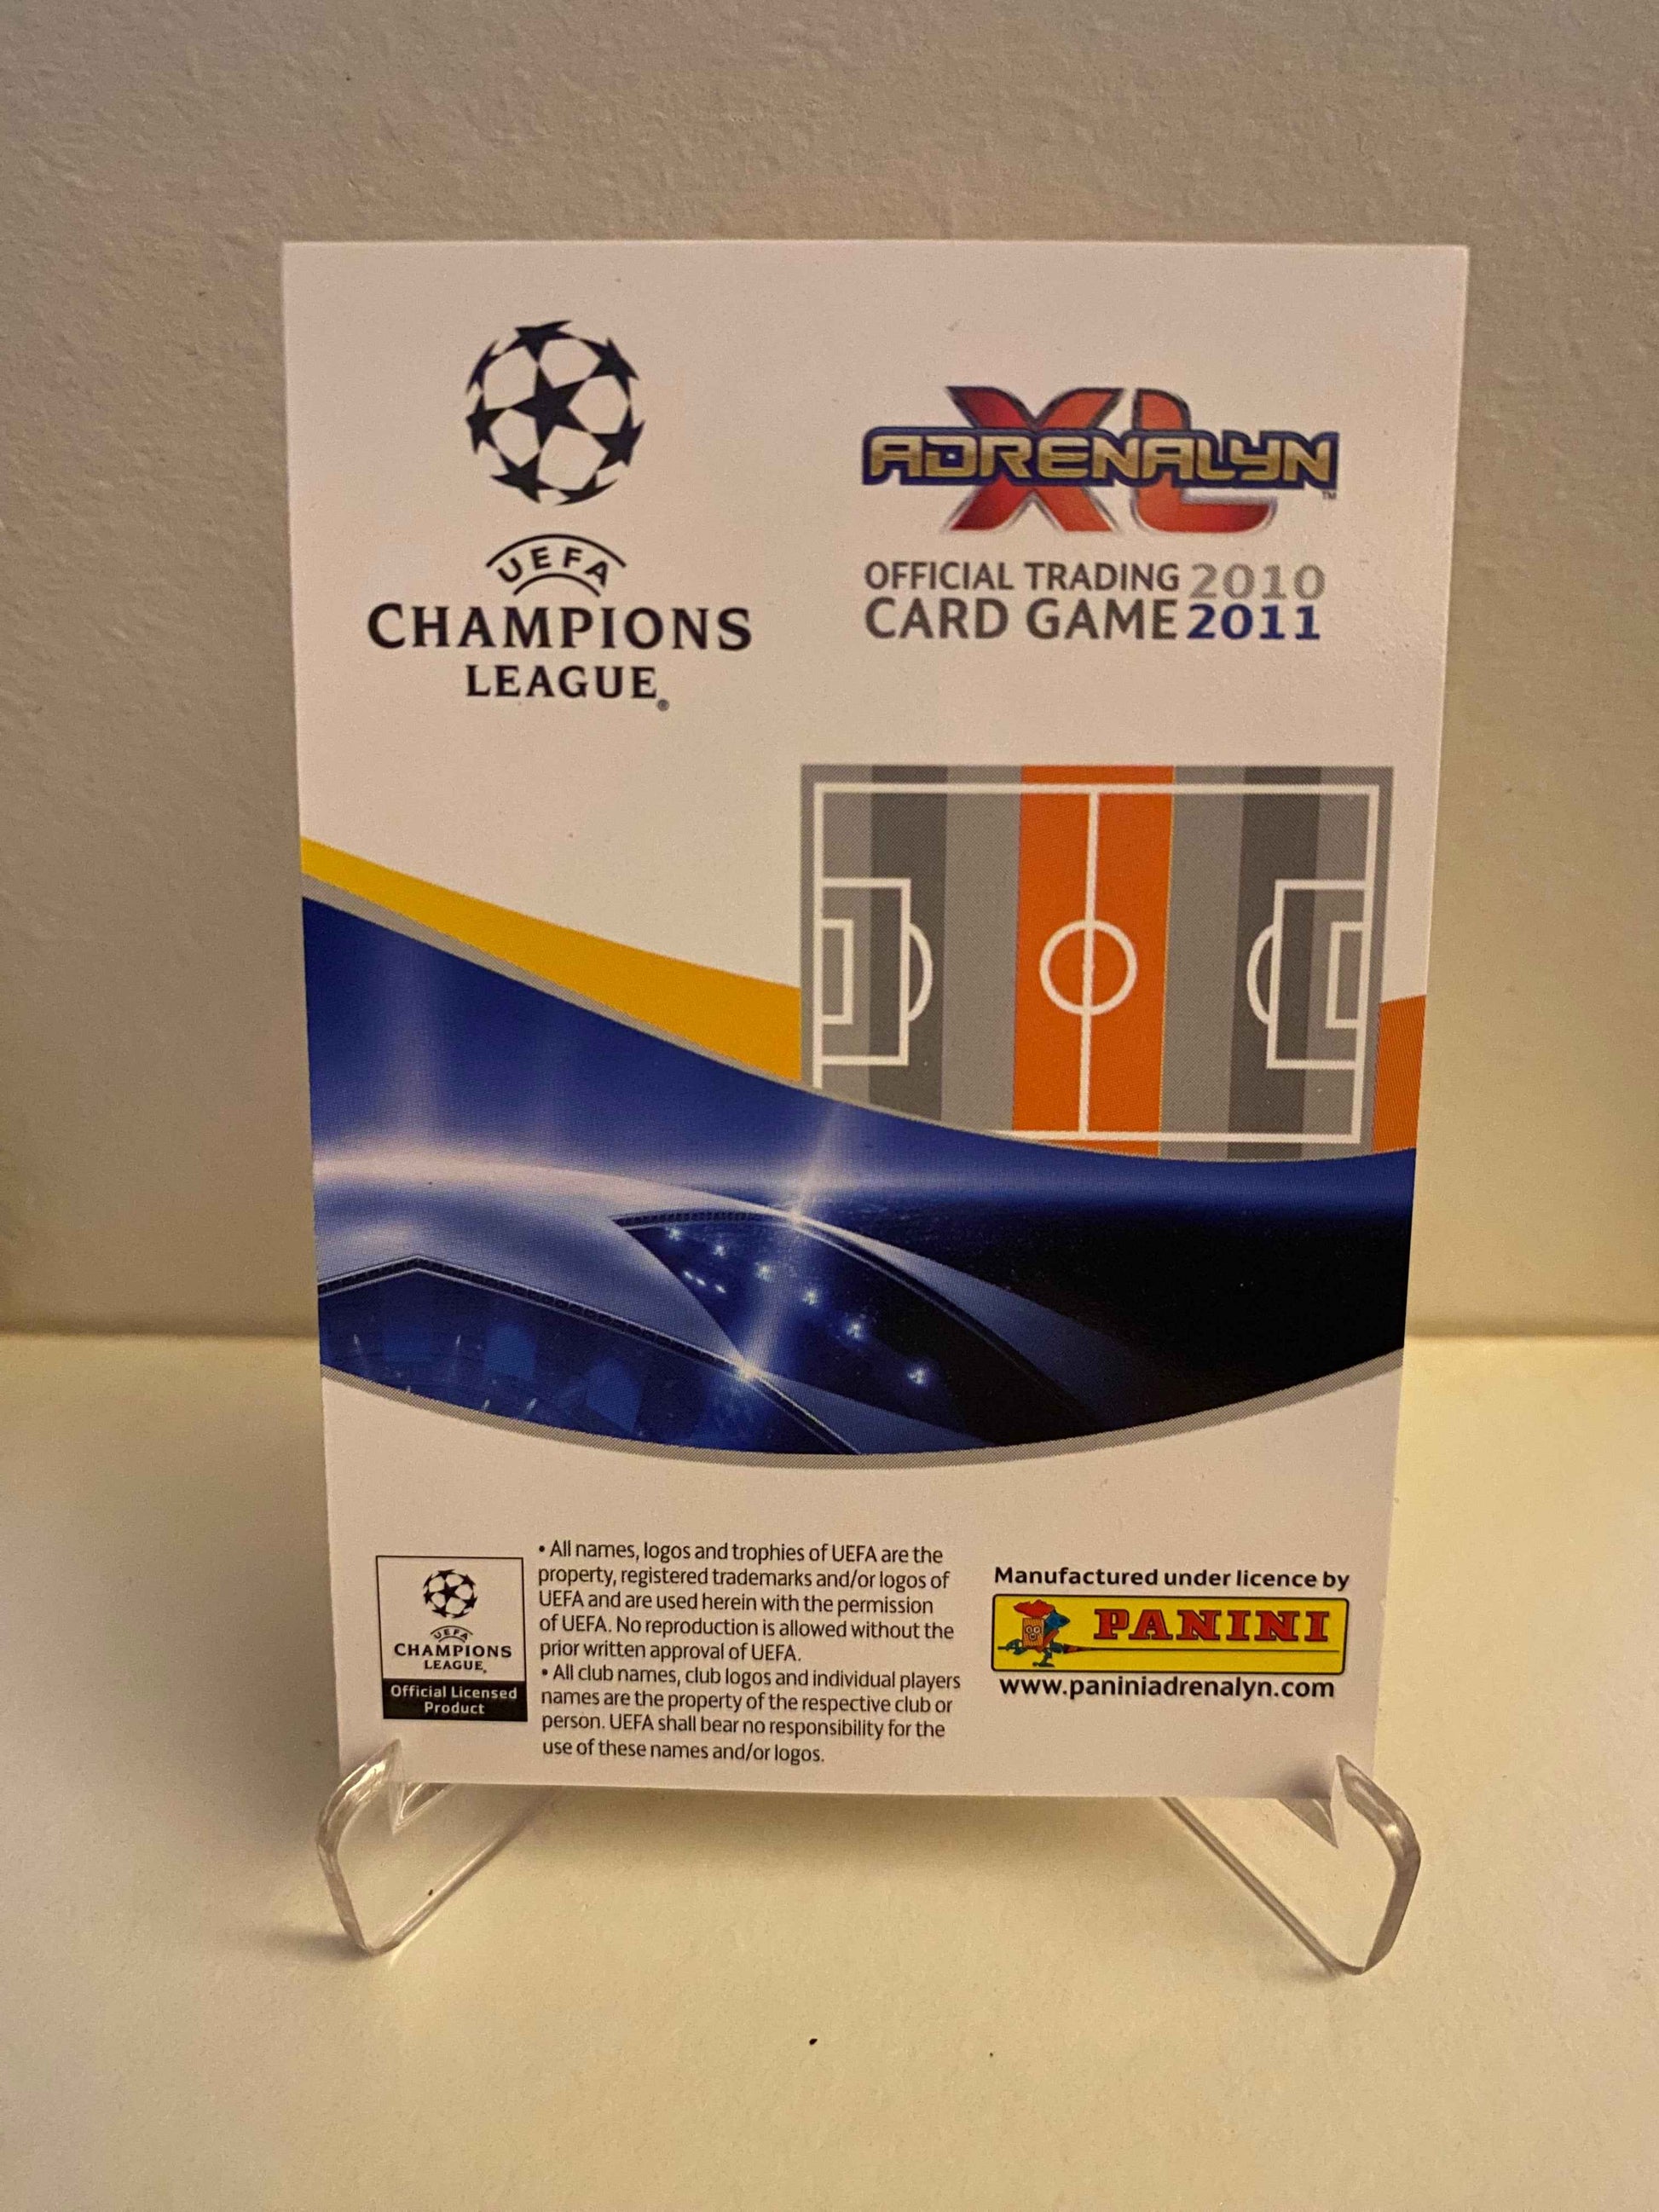 UEFA
CHAMPIONS
LEAGUE®
ADRENALYN XL™
OFFICIAL TRADING 2010
CARD GAME 2011
UEFA
CHAMPIONS
LEAGUE
Official Licensed
Product
• All names, logos and trophies of UEFA are the
property, registered trademarks and/or logos of
UEFA and are used herein with the permission
of UEFA. No reproduction is allowed without the
prior written approval of UEFA.
• All club names, club logos and individual players
names are the property of the respective club or
person. UEFA shall bear no responsibility for the
use of these names and/or logos.
Manufactured under licence by
PANINI
www.paniniadrenalyn.com